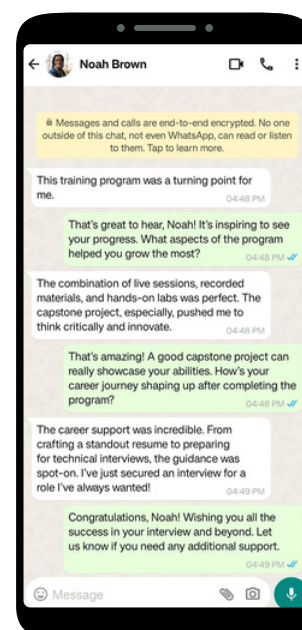 Noah Brown
Messages and calls are end-to-end encrypted. No one
outside of this chat, not even WhatsApp, can read or listen
to them. Tap to learn more.
This training program was a turning point for
me.
04:48 PM
That's great to hear, Noah! It's inspiring to see
your progress. What aspects of the program
helped you grow the most?
04:48 PM
The combination of live sessions, recorded
materials, and hands-on labs was perfect. The
capstone project, especially, pushed me to
think critically and innovate.
04:48 PM
That's amazing! A good capstone project can
really showcase your abilities. How's your
career journey shaping up after completing the
program?
04:48 PM
The career support was incredible. From
crafting a standout resume to preparing
for technical interviews, the guidance was
spot-on. I've just secured an interview for a
role I've always wanted!
04:49 PM
Congratulations, Noah! Wishing you all the
success in your interview and beyond. Let
us know if you need any additional support.
04:49 PM
Message